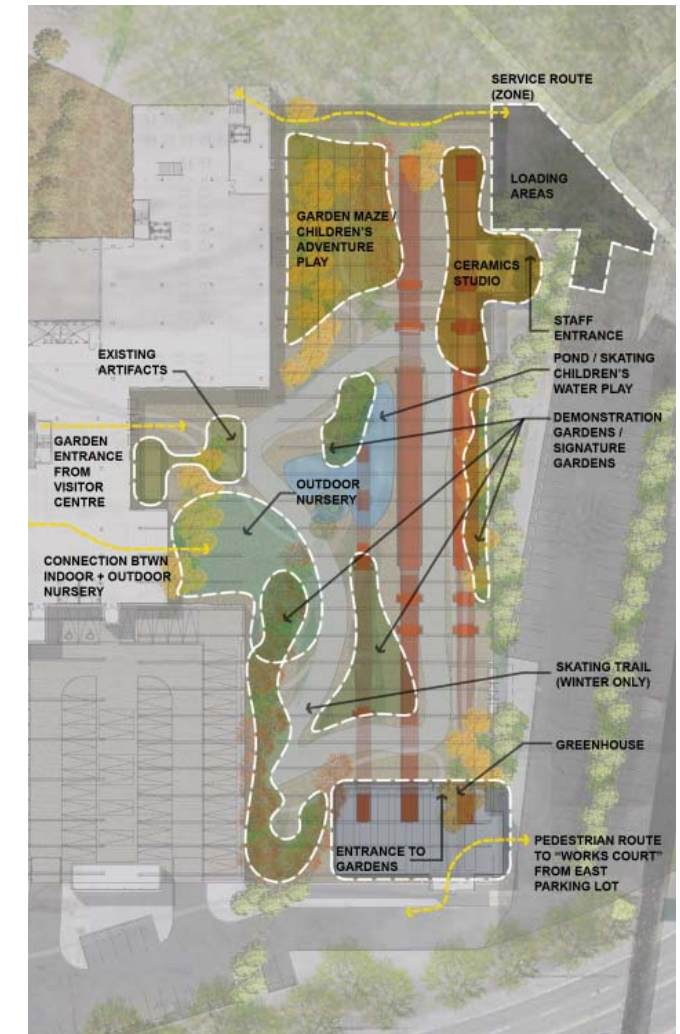 SERVICE ROUTE
(ZONE)
LOADING
AREAS
GARDEN MAZE /
CHILDREN'S
ADVENTURE
PLAY
CERAMICS
STUDIO
STAFF
ENTRANCE
EXISTING
ARTIFACTS
POND / SKATING
CHILDREN'S
WATER PLAY
GARDEN
ENTRANCE
FROM
VISITOR
CENTRE
DEMONSTRATION
GARDENS /
SIGNATURE
GARDENS
OUTDOOR
NURSERY
CONNECTION BTWN
INDOOR + OUTDOOR
NURSERY
SKATING TRAIL
(WINTER ONLY)
GREENHOUSE
ENTRANCE TO
GARDENS
PEDESTRIAN ROUTE
TO "WORKS COURT"
FROM EAST
PARKING LOT